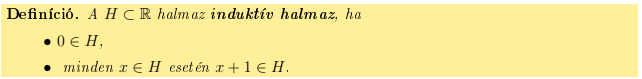 Definíció. A H ⊂ ℝ halmaz induktív halmaz, ha
• 0 ∈ H,
• minden x ∈ H esetén x + 1 ∈ H.